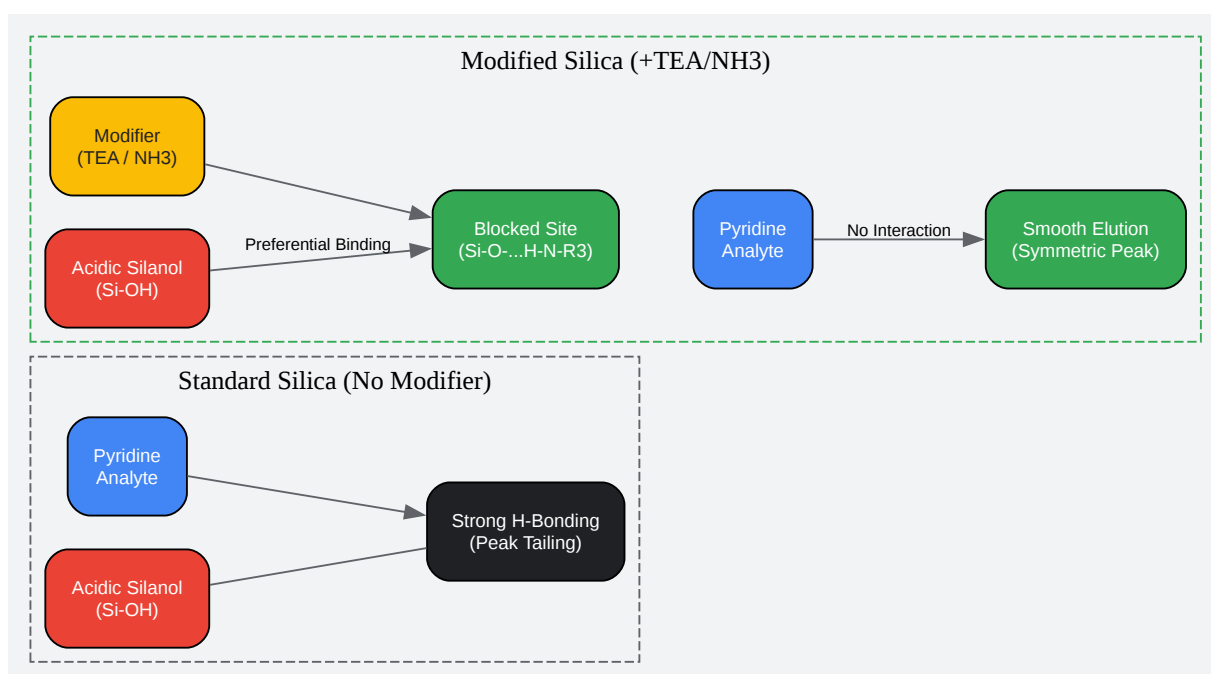 Modified Silica (+TEA/NH3)
Modifier
(TEA / NH3)
Acidic Silanol
(Si-OH)
Preferential Binding
Blocked Site
(Si-O-...H-N-R3)
Pyridine
Analyte
No Interaction
Smooth Elution
(Symmetric Peak)
Standard Silica (No Modifier)
Pyridine
Analyte
Acidic Silanol
(Si-OH)
Strong H-Bonding
(Peak Tailing)